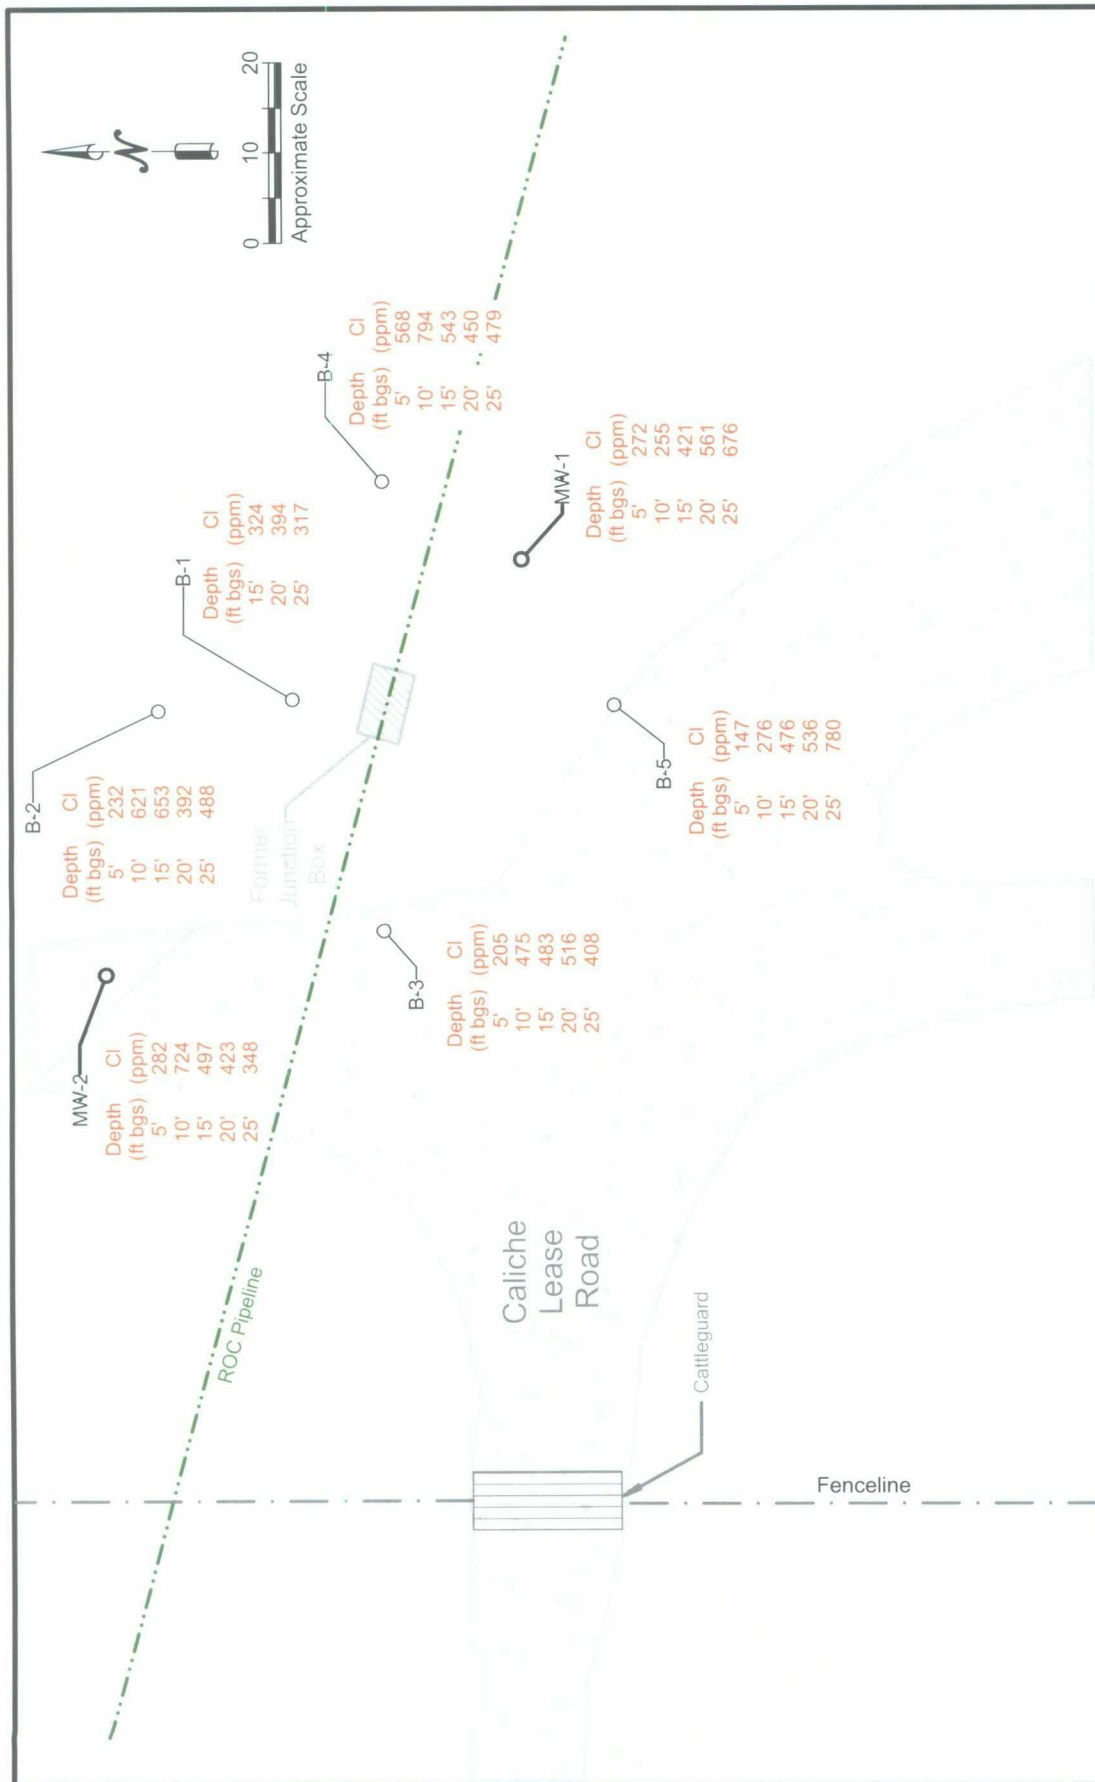 N
0 10 20
Approximate Scale
B-2
Depth Cl
(ft bgs) (ppm)
5' 232
10' 621
15' 653
20' 392
25' 488
B-1
Depth Cl
(ft bgs) (ppm)
15' 324
20' 394
25' 317
MW-2
Depth Cl
(ft bgs) (ppm)
5' 282
10' 724
15' 497
20' 423
25' 348
Former
Junction
Box
B-4
Depth Cl
(ft bgs) (ppm)
5' 568
10' 794
15' 543
20' 450
25' 479
ROC Pipeline
B-3
Depth Cl
(ft bgs) (ppm)
5' 205
10' 475
15' 483
20' 516
25' 408
MW-1
Depth Cl
(ft bgs) (ppm)
5' 272
10' 255
15' 421
20' 561
25' 676
Caliche
Lease
Road
B-5
Depth Cl
(ft bgs) (ppm)
5' 147
10' 276
15' 476
20' 536
25' 780
Cattleguard
Fenceline